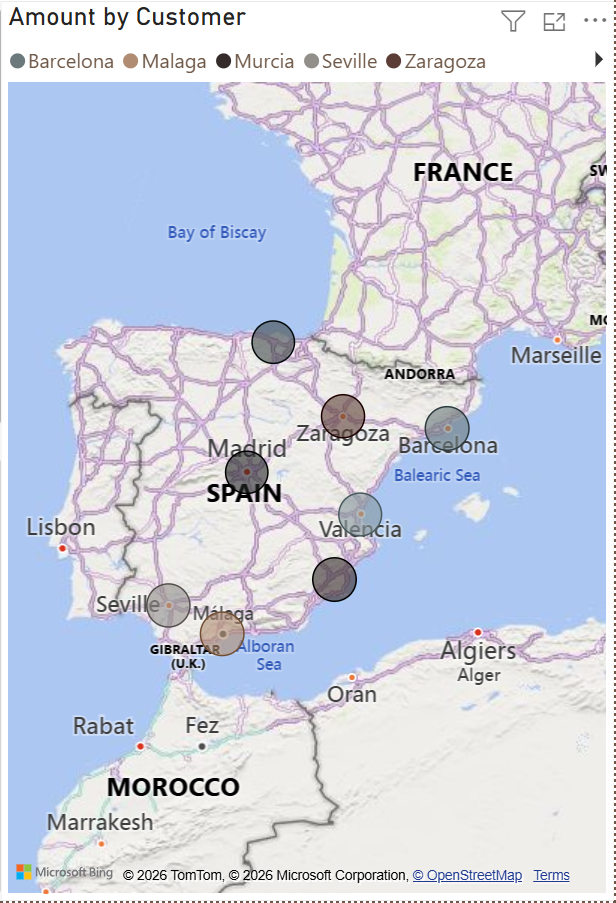 Amount by Customer
Barcelona Malaga Murcia Seville Zaragoza
FRANCE
SW
Bay of Biscay
MO
Marseille
ANDORRA
Zaragoza
Barcelona
Madrid
Balearic Sea
SPAIN
Valencia
Lisbon
Seville
Málaga
GIBRALTAR
(U.K.)
Alboran
Sea
Algiers
Alger
Oran
Rabat
Fez
MOROCCO
Marrakesh
Microsoft Bing
© 2026 TomTom, © 2026 Microsoft Corporation, © OpenStreetMap Terms